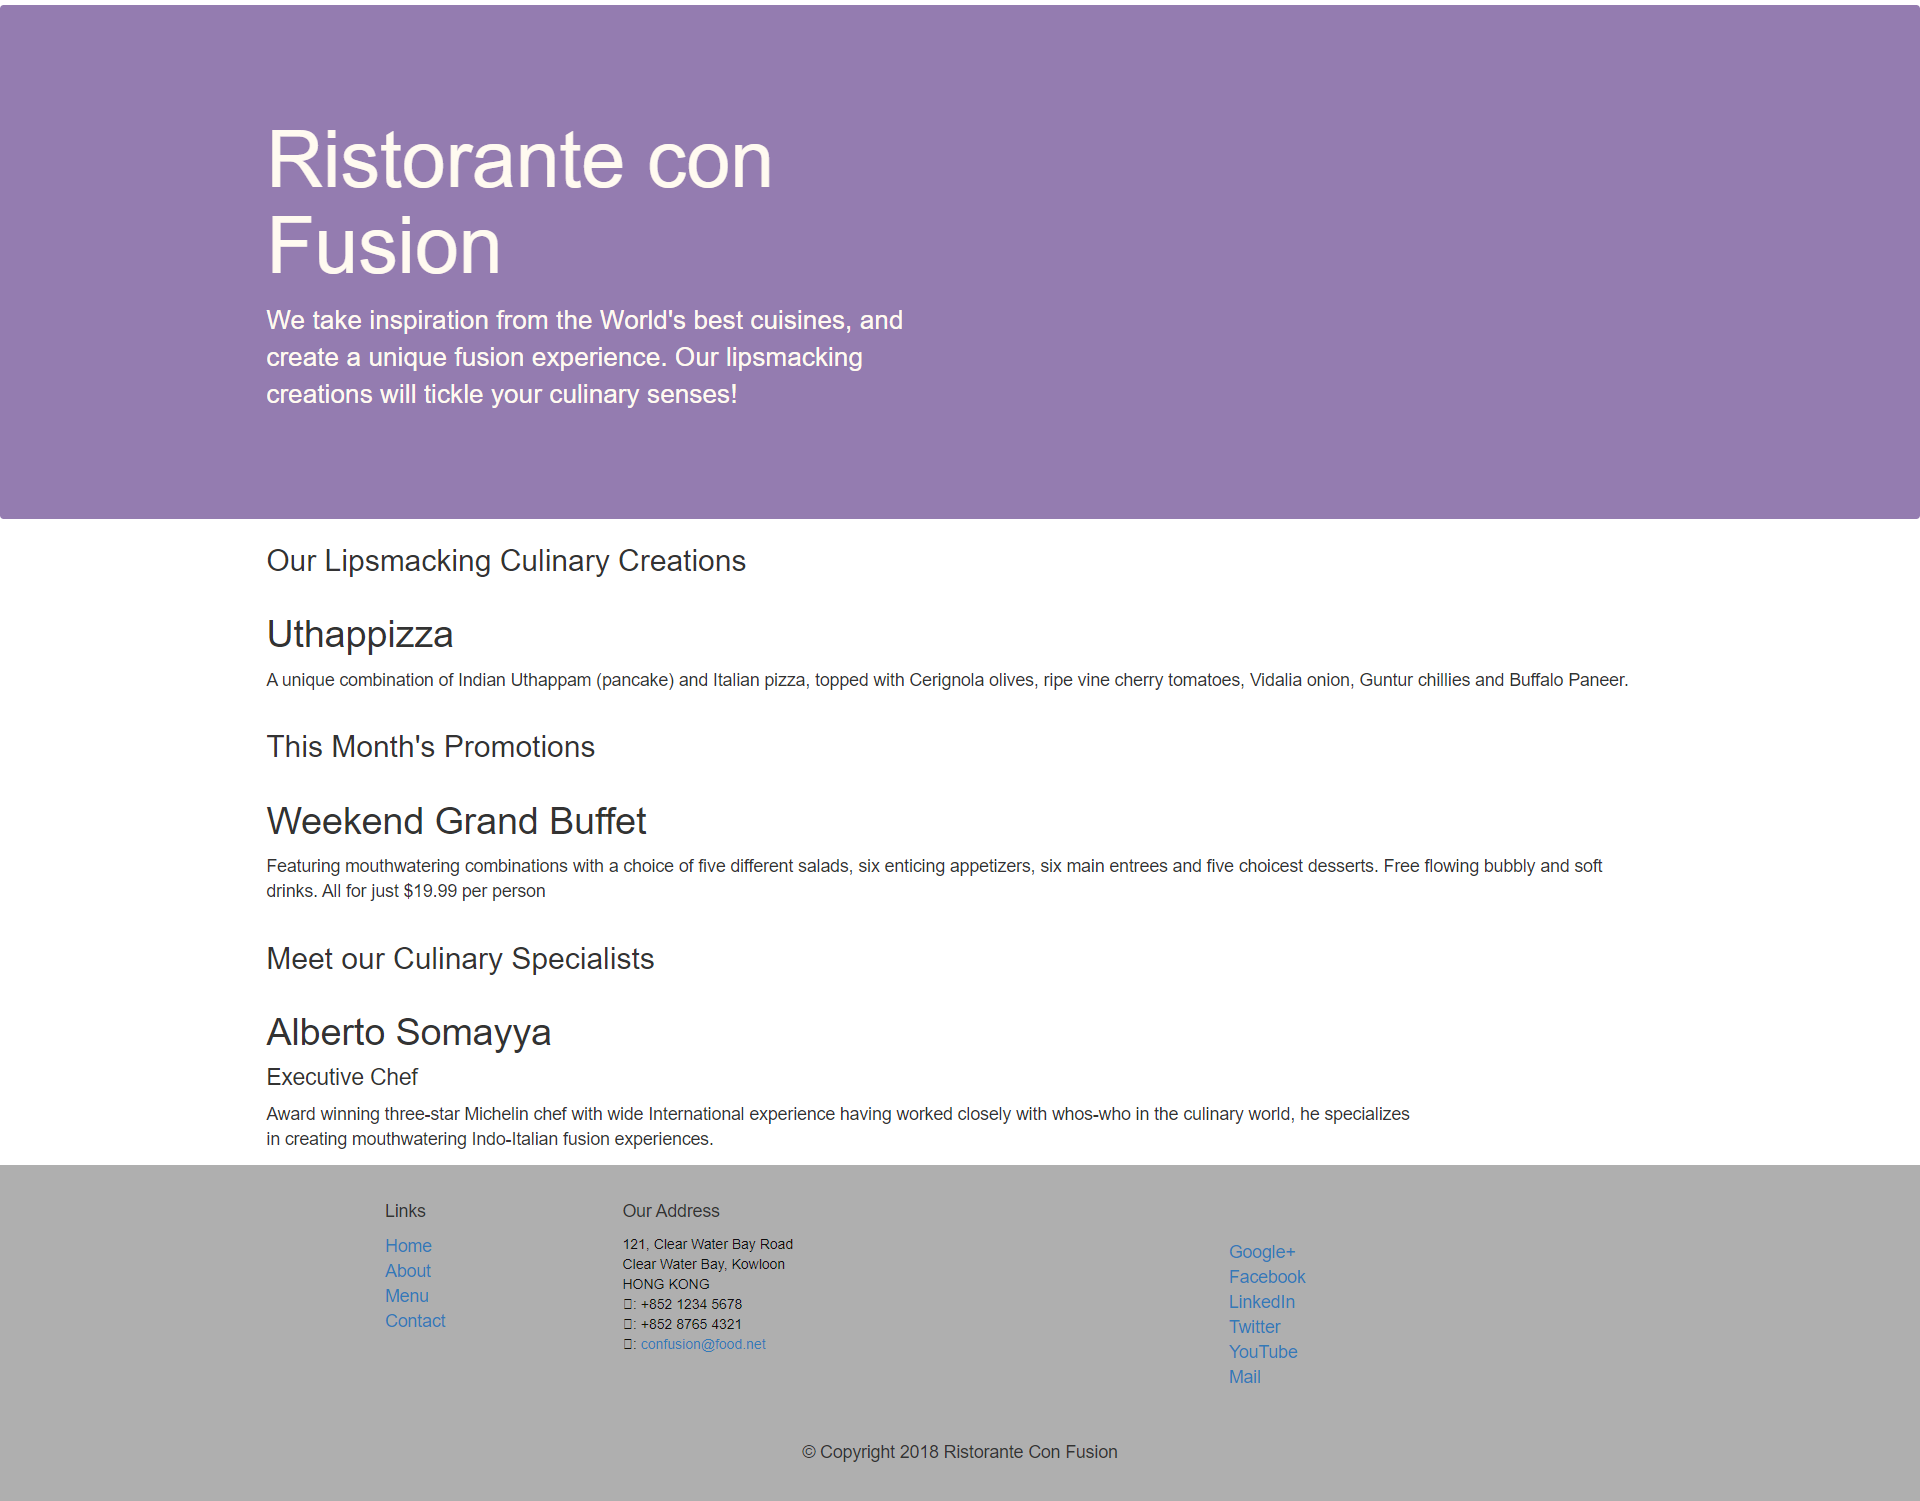 Ristorante con
Fusion
We take inspiration from the World's best cuisines, and
create a unique fusion experience. Our lipsmacking
creations will tickle your culinary senses!
Our Lipsmacking Culinary Creations
Uthappizza
A unique combination of Indian Uthappam (pancake) and Italian pizza, topped with Cerignola olives, ripe vine cherry tomatoes, Vidalia onion, Guntur chillies and Buffalo Paneer.
This Month's Promotions
Weekend Grand Buffet
Featuring mouthwatering combinations with a choice of five different salads, six enticing appetizers, six main entrees and five choicest desserts. Free flowing bubbly and soft
drinks. All for just $19.99 per person
Meet our Culinary Specialists
Alberto Somayya
Executive Chef
Award winning three-star Michelin chef with wide International experience having worked closely with whos-who in the culinary world, he specializes
in creating mouthwatering Indo-Italian fusion experiences.
Links
Home
About
Menu
Contact
Our Address
121, Clear Water Bay Road
Clear Water Bay, Kowloon
HONG KONG
: +852 1234 5678
: +852 8765 4321
: confusion@food.net
Google+
Facebook
LinkedIn
Twitter
YouTube
Mail
© Copyright 2018 Ristorante Con Fusion